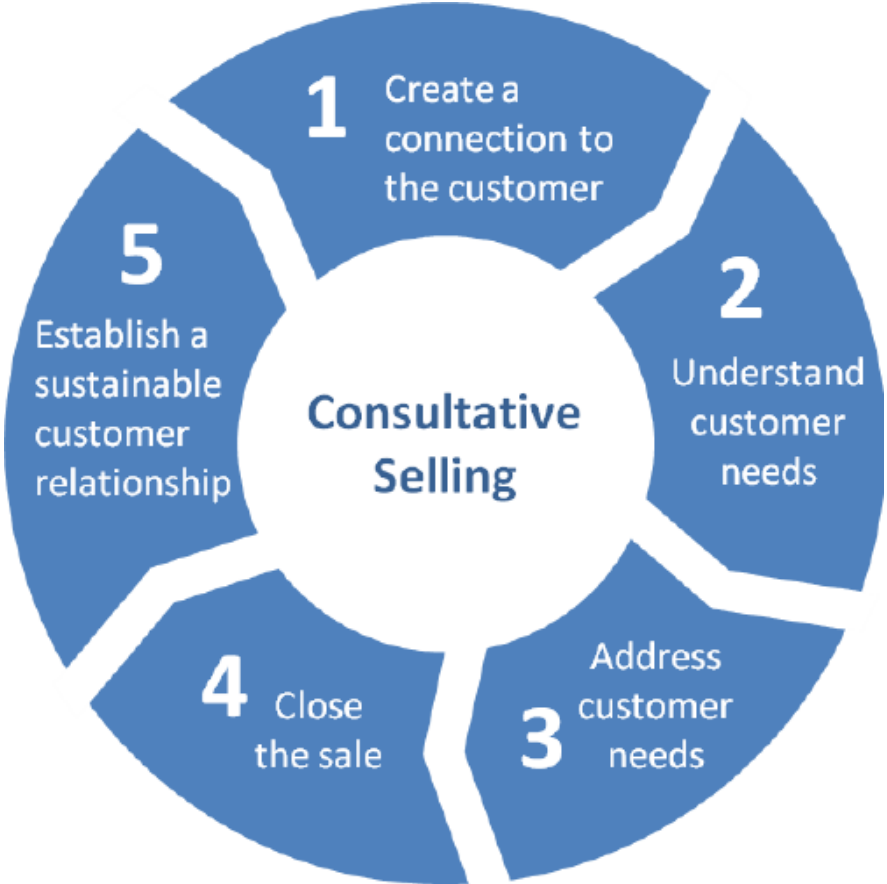 1
Create a
connection to
the customer
2
Understand
customer
needs
3
Address
customer
needs
4
Close
the sale
5
Establish a
sustainable
customer
relationship
Consultative
Selling